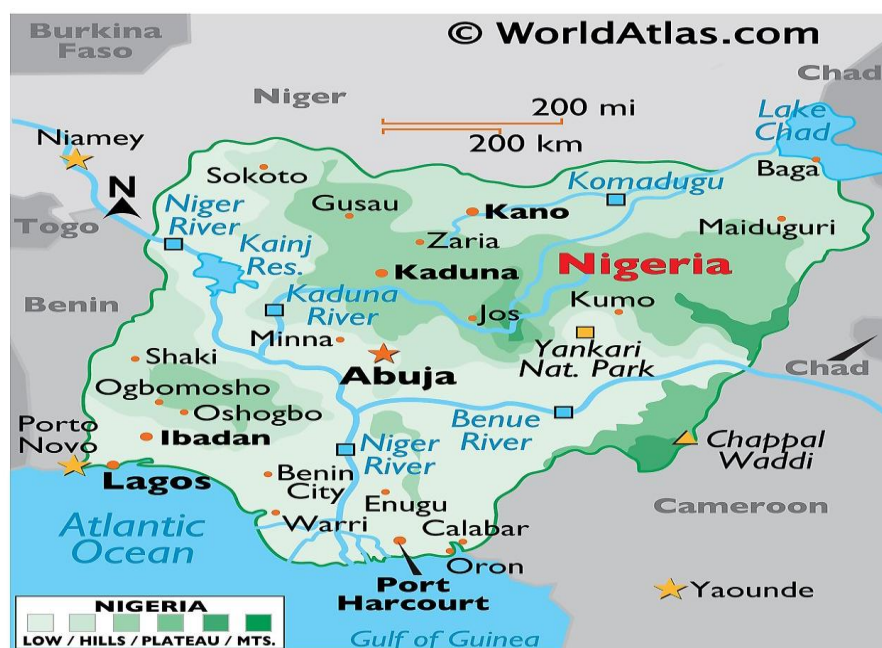 Burkina
Faso
© WorldAtlas.com
Chad
Niger
200 mi
200 km
Lake
Chad
Niamey
N
Sokoto
Gusau
Komadugu
Baga
Niger
River
Kano
Maiduguri
Togo
Kainj
Res.
Zaria
Kaduna
Nigeria
Benin
Kaduna
River
Jos
Kumo
Minna
Yankari
Nat. Park
Shaki
Abuja
Chad
Ogbomosho
Oshogbo
Benue
River
Porto
Novo
Ibadan
Niger
River
Chappal
Waddi
Lagos
Benin
City
Enugu
Cameroon
Atlantic
Ocean
Warri
Calabar
Oron
Port
Harcourt
Yaounde
NIGERIA
LOW / HILLS / PLATEAU / MTS.
Gulf of Guinea